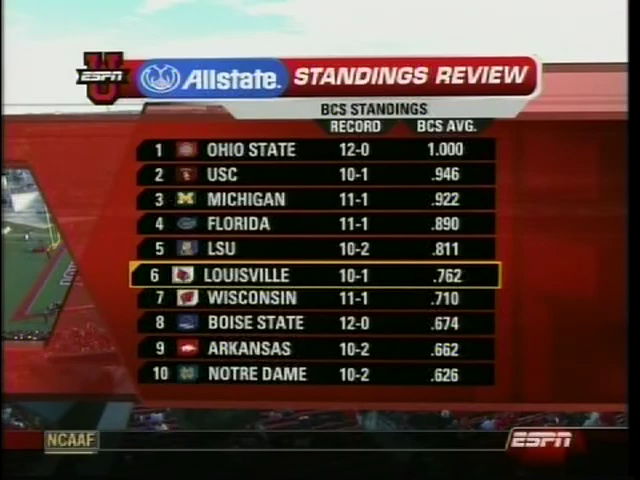 ESPN U Allstate. STANDINGS REVIEW
BCS STANDINGS
RECORD BCS AVG.
1 OHIO STATE 12-0 1.000
2 USC 10-1 .946
3 MICHIGAN 11-1 .922
4 FLORIDA 11-1 .890
5 LSU 10-2 .811
6 LOUISVILLE 10-1 .762
7 WISCONSIN 11-1 .710
8 BOISE STATE 12-0 .674
9 ARKANSAS 10-2 .662
10 NOTRE DAME 10-2 .626
NCAAF ESPN